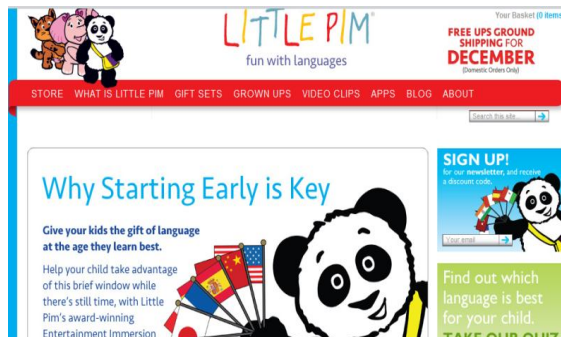 LITTLE PIM
fun with languages
Your Basket (0 items
FREE UPS GROUND
SHIPPING FOR
DECEMBER
(Domestic Orders Only)
STORE WHAT IS LITTLE PIM GIFT SETS GROWN UPS VIDEO CLIPS APPS BLOG ABOUT
Search this site...
Why Starting Early is Key
Give your kids the gift of language
at the age they learn best.
Help your child take advantage
of this brief window while
there's still time, with Little
Pim's award-winning
Entertainment Immersion
SIGN UP!
for our newsletter, and receive
a discount code.
Your email
Find out which
language is best
for your child.
TAKE OUR QUIZ